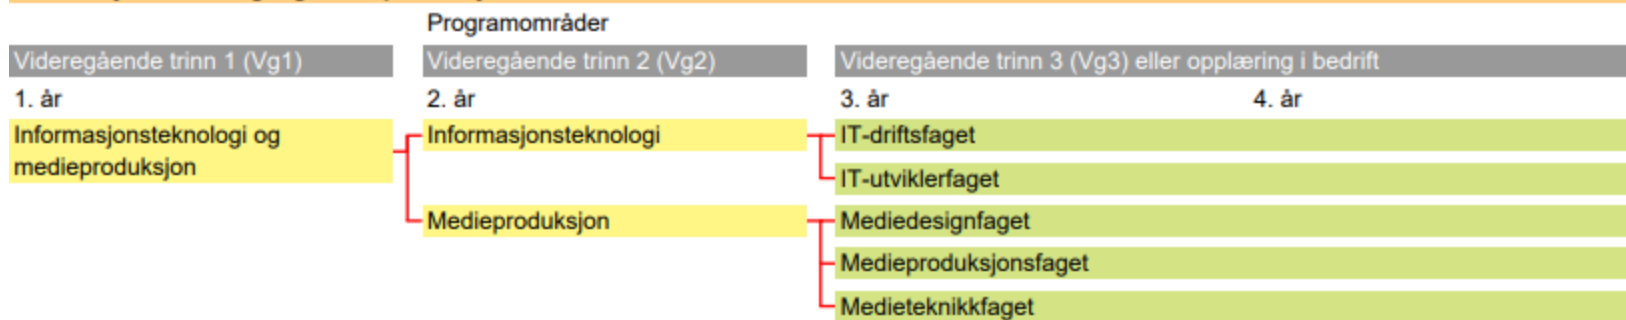 Programområder
Videregående trinn 1 (Vg1) Videregående trinn 2 (Vg2) Videregående trinn 3 (Vg3) eller opplæring i bedrift
1. år 2. år 3. år 4. år
Informasjonsteknologi og
medieproduksjon
Informasjonsteknologi
IT-driftsfaget
IT-utviklerfaget
Medieproduksjon
Mediedesignfaget
Medieproduksjonsfaget
Medieteknikkfaget